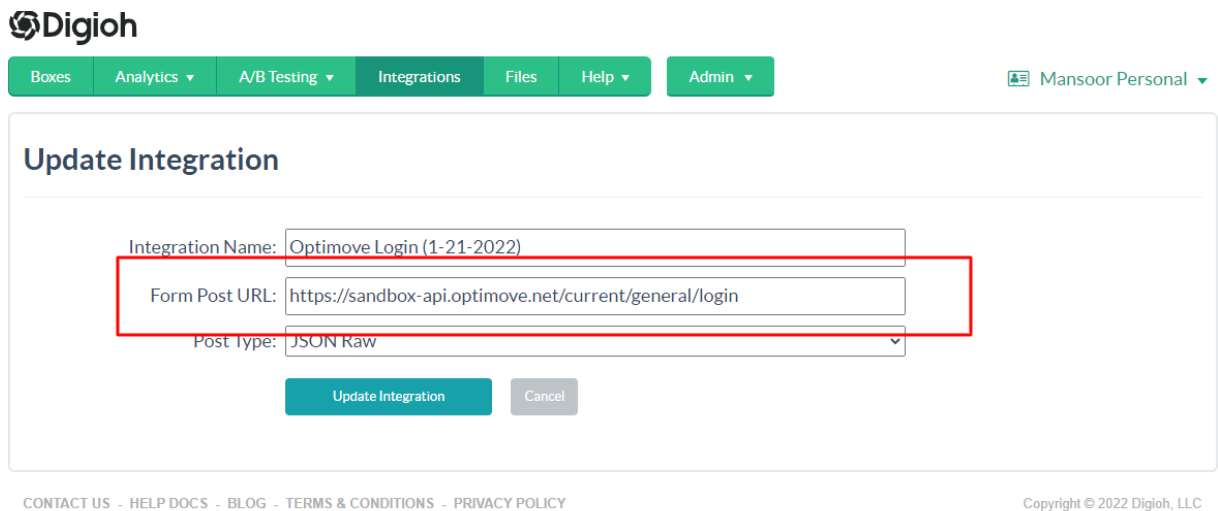 Digioh
Boxes Analytics A/B Testing Integrations Files Help Admin Mansoor Personal
Update Integration
Integration Name: Optimove Login (1-21-2022)
Form Post URL: https://sandbox-api.optimove.net/current/general/login
Post Type: JSON Raw
Update Integration Cancel
CONTACT US - HELP DOCS - BLOG - TERMS & CONDITIONS - PRIVACY POLICY Copyright © 2022 Digioh, LLC